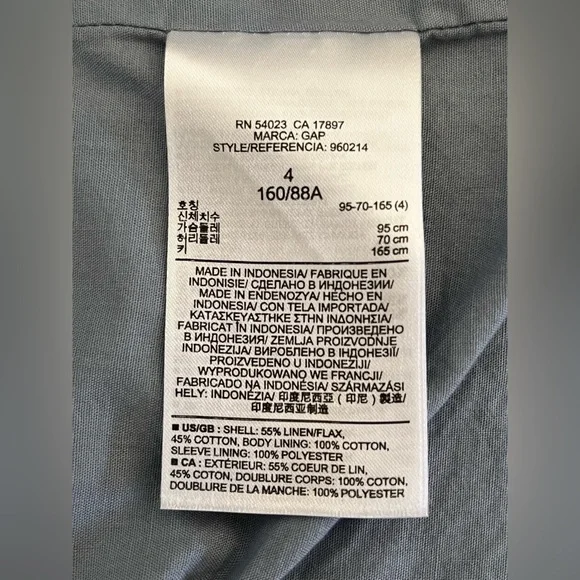 RN 54023 CA 17897
MARCA: GAP
STYLE/REFERENCIA: 960214
4
160/88A
호칭 95-70-165 (4)
신체치수
가슴둘레 95 cm
허리둘레 70 cm
키 165 cm
MADE IN INDONESIA/ FABRIQUE EN
INDONISIE/ СДЕЛАНО В ИНДОНЕЗИИ/
MADE IN ENDENOZYA/ HECHO EN
INDONESIA/ CON TELA IMPORTADA/
ΚΑΤΑΣΚΕΥΑΣΤΗΚΕ ΣΤΗΝ ΙΝΔΟΝΗΣΙΑ/
FABRICAT IN INDONESIA/ ПРОИЗВЕДЕНО
В ИНДОНЕЗИЯ/ ZEMLJA PROIZVODNJE
INDONEZIJA/ ВИРОБЛЕНО В ІНДОНЕЗІЇ/
PROIZVEDENO U INDONEZIJI/
WYPRODUKOWANO WE FRANCJI/
FABRICADO NA INDONÉSIA/ SZÁRMAZÁSI
HELY: INDONÉZIA/ 印度尼西亞 ( 印尼 ) 製造/
印度尼西亚制造
■ US/GB : SHELL: 55% LINEN/FLAX,
45% COTTON, BODY LINING: 100% COTTON,
SLEEVE LINING: 100% POLYESTER
■ CA : EXTÉRIEUR: 55% COEUR DE LIN,
45% COTON, DOUBLURE CORPS: 100% COTON,
DOUBLURE DE LA MANCHE: 100% POLYESTER